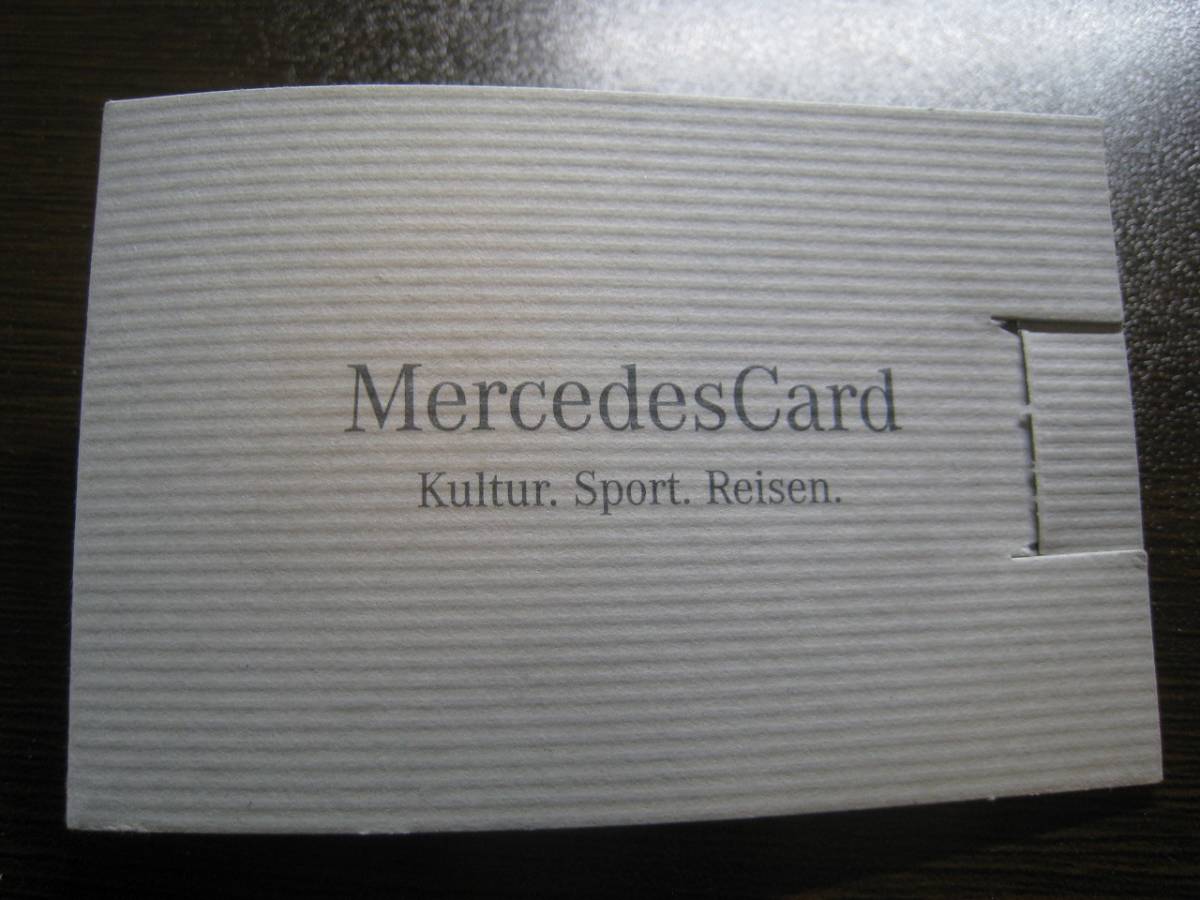 MercedesCard
Kultur. Sport. Reisen.